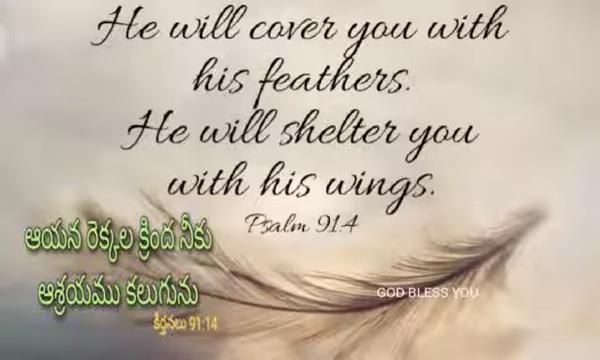 He will cover you with
his feathers.
He will shelter you
with his wings.
Psalm 91:4
ఆయన రెక్కల క్రింద నీకు
ఆశ్రయము కలుగును
కీర్తనలు 91:14
GOD BLESS YOU